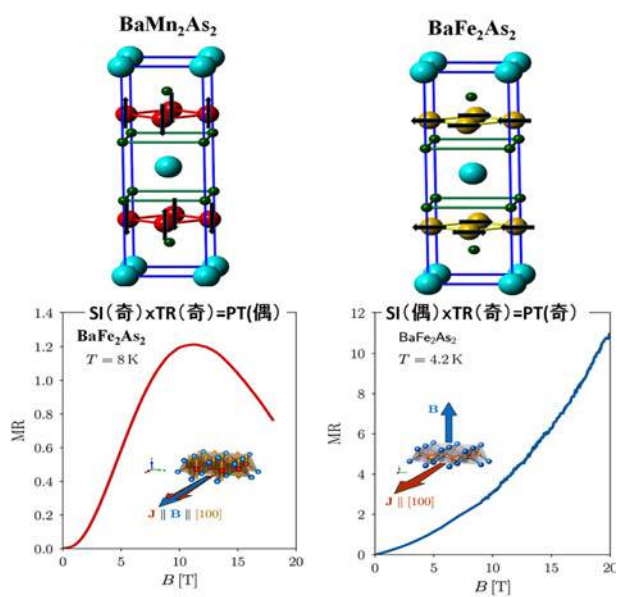 BaMn₂As₂
BaFe₂As₂
SI(奇)xTR(奇)=PT(偶)
BaFe₂As₂
T = 8 K
MR
1.4
1.2
1.0
0.8
0.6
0.4
0.2
0.0
J ∥ B ∥ [100]
0
5
10
15
20
B [T]
SI(偶)xTR(奇)=PT(奇)
BaFe₂As₂
T = 4.2 K
MR
12
10
8
6
4
2
0
B
J ∥ [100]
0
5
10
15
20
B [T]